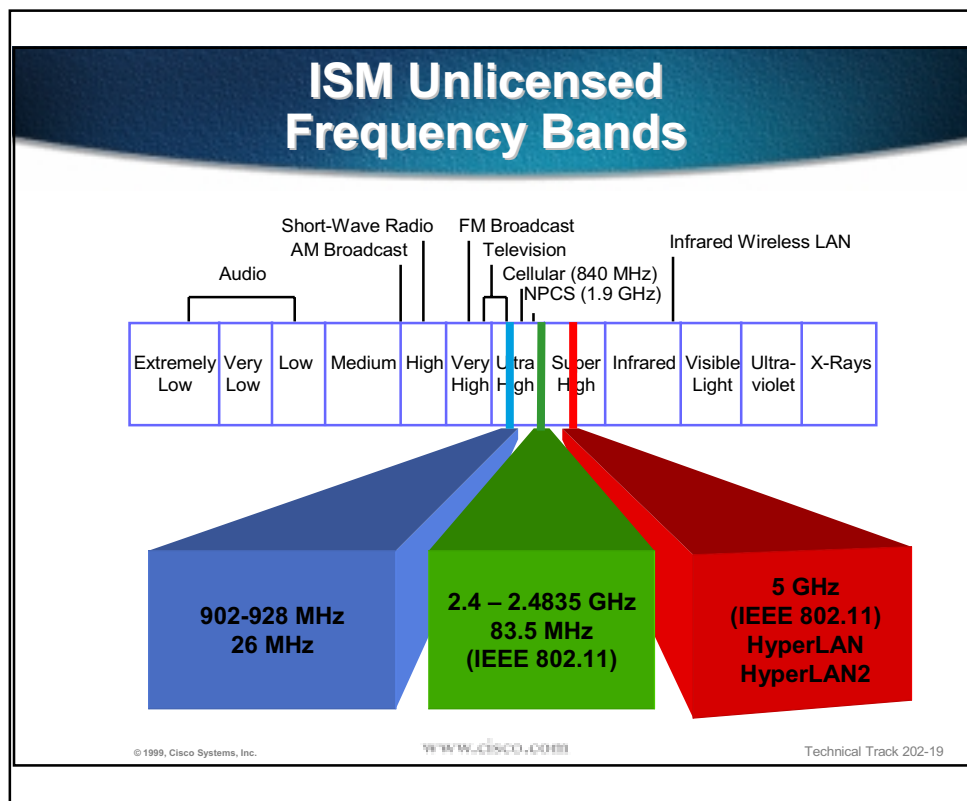 ISM Unlicensed
Frequency Bands
Short-Wave Radio
FM Broadcast
AM Broadcast
Television
Infrared Wireless LAN
Audio
Cellular (840 MHz)
NPCS (1.9 GHz)
Extremely
Low
Very
Low
Low
Medium
High
Very
High
Ultra
High
Super
High
Infrared
Visible
Light
Ultra-
violet
X-Rays
902-928 MHz
26 MHz
2.4 – 2.4835 GHz
83.5 MHz
(IEEE 802.11)
5 GHz
(IEEE 802.11)
HyperLAN
HyperLAN2
© 1999, Cisco Systems, Inc.
www.cisco.com
Technical Track 202-19